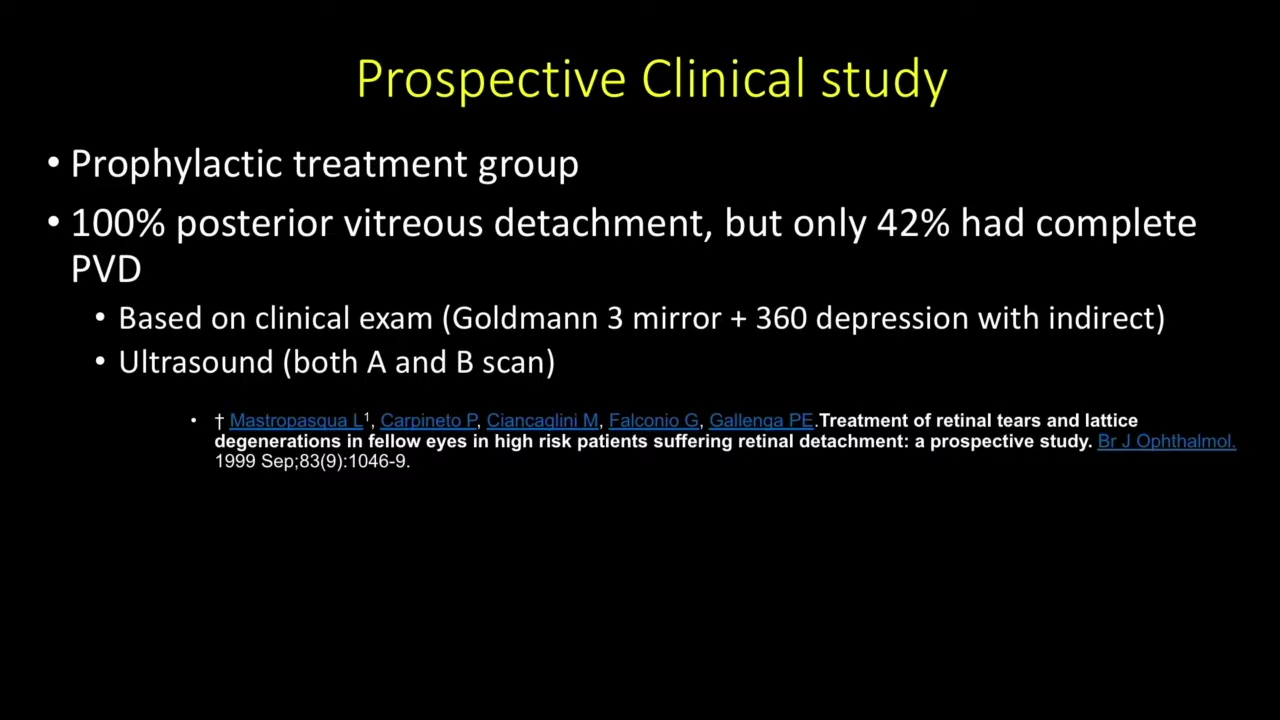 Prospective Clinical study
• Prophylactic treatment group
• 100% posterior vitreous detachment, but only 42% had complete
PVD
• Based on clinical exam (Goldmann 3 mirror + 360 depression with indirect)
• Ultrasound (both A and B scan)
• † Mastropasqua L¹, Carpineto P, Ciancaglini M, Falconio G, Gallenga PE.Treatment of retinal tears and lattice
degenerations in fellow eyes in high risk patients suffering retinal detachment: a prospective study. Br J Ophthalmol.
1999 Sep;83(9):1046-9.